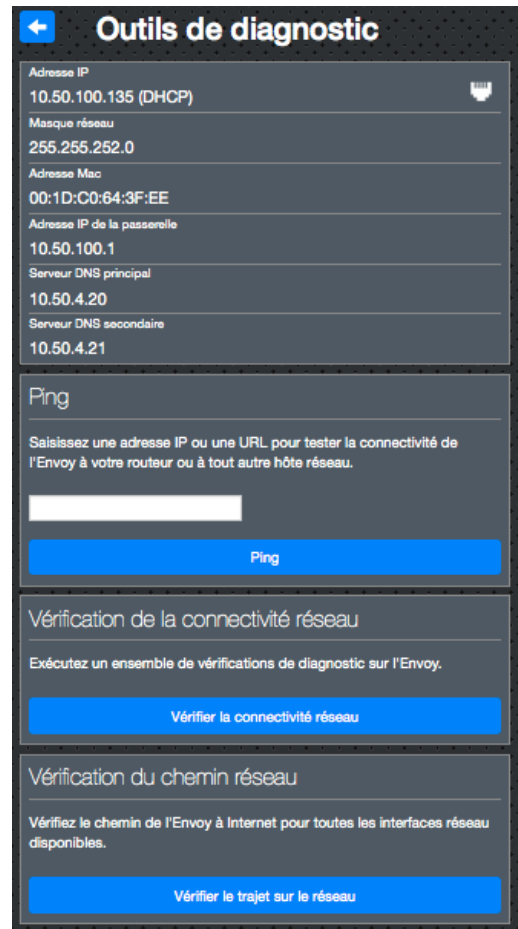 Outils de diagnostic
Adresse IP
10.50.100.135 (DHCP)
Masque réseau
255.255.252.0
Adresse Mac
00:1D:C0:64:3F:EE
Adresse IP de la passerelle
10.50.100.1
Serveur DNS principal
10.50.4.20
Serveur DNS secondaire
10.50.4.21
Ping
Saisissez une adresse IP ou une URL pour tester la connectivité de
l'Envoy à votre routeur ou à tout autre hôte réseau.
Ping
Vérification de la connectivité réseau
Exécutez un ensemble de vérifications de diagnostic sur l'Envoy.
Vérifier la connectivité réseau
Vérification du chemin réseau
Vérifiez le chemin de l'Envoy à Internet pour toutes les interfaces réseau
disponibles.
Vérifier le trajet sur le réseau